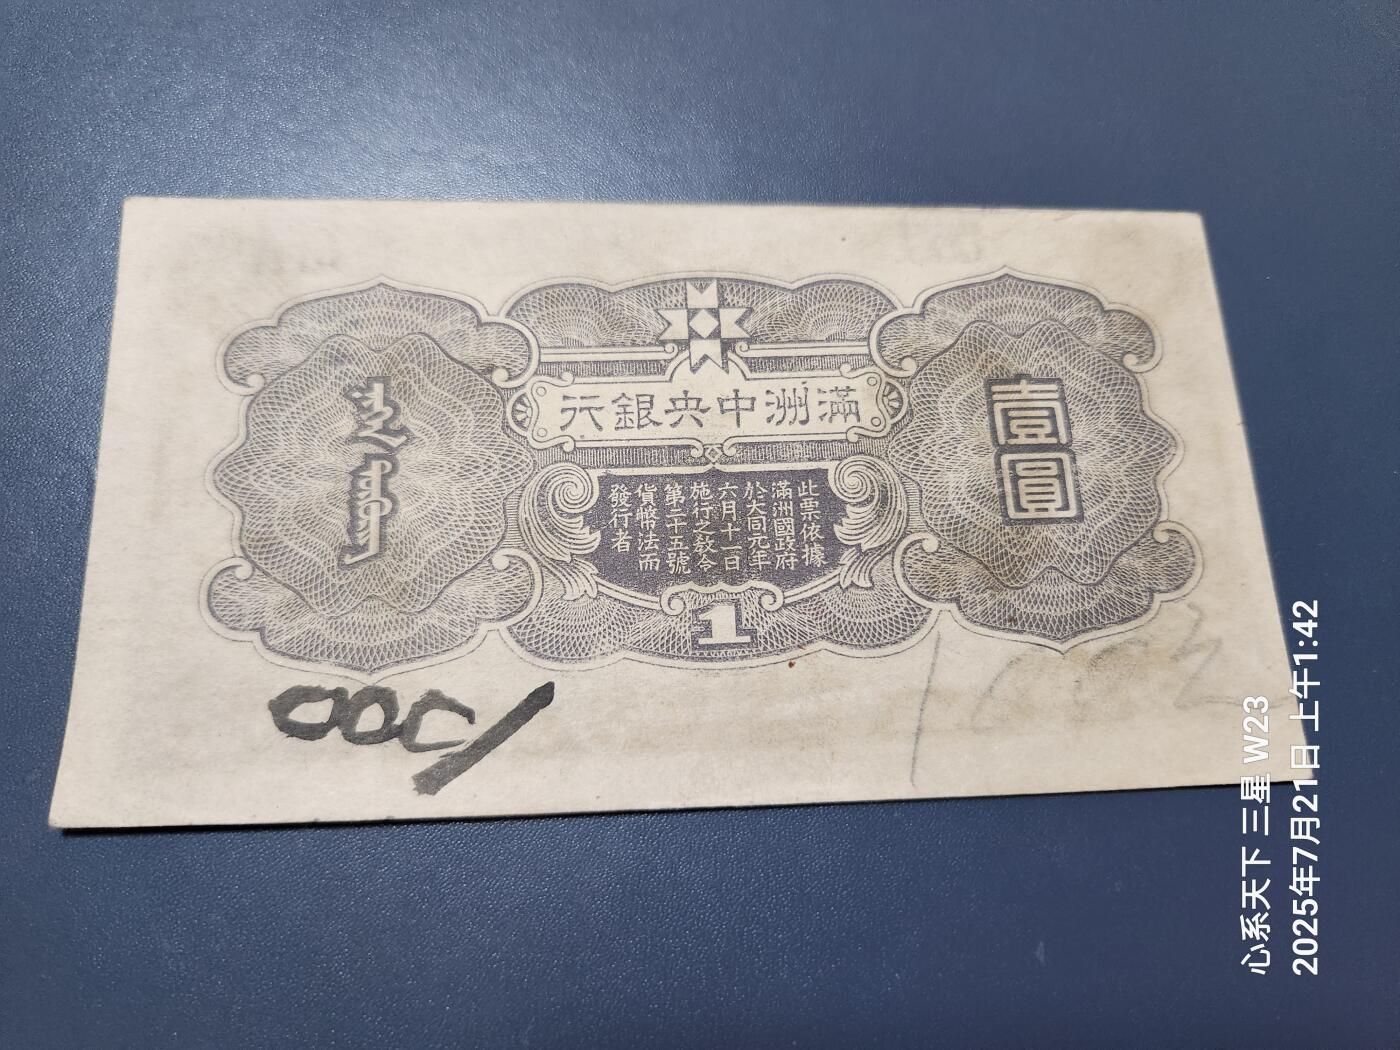 滿洲中央銀行
壹圓
此票依據
滿洲國政府
於大同元年
六月十一日
施行之敎令
第二十五號
貨幣法而
發行者
1
心系天下 三星 W23
2025年7月21日 上午1:42